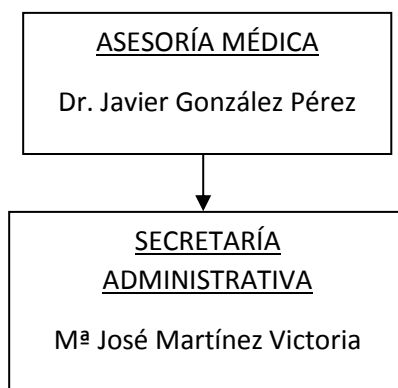 ASESORÍA MÉDICA
Dr. Javier González Pérez
SECRETARÍA
ADMINISTRATIVA
Mª José Martínez Victoria